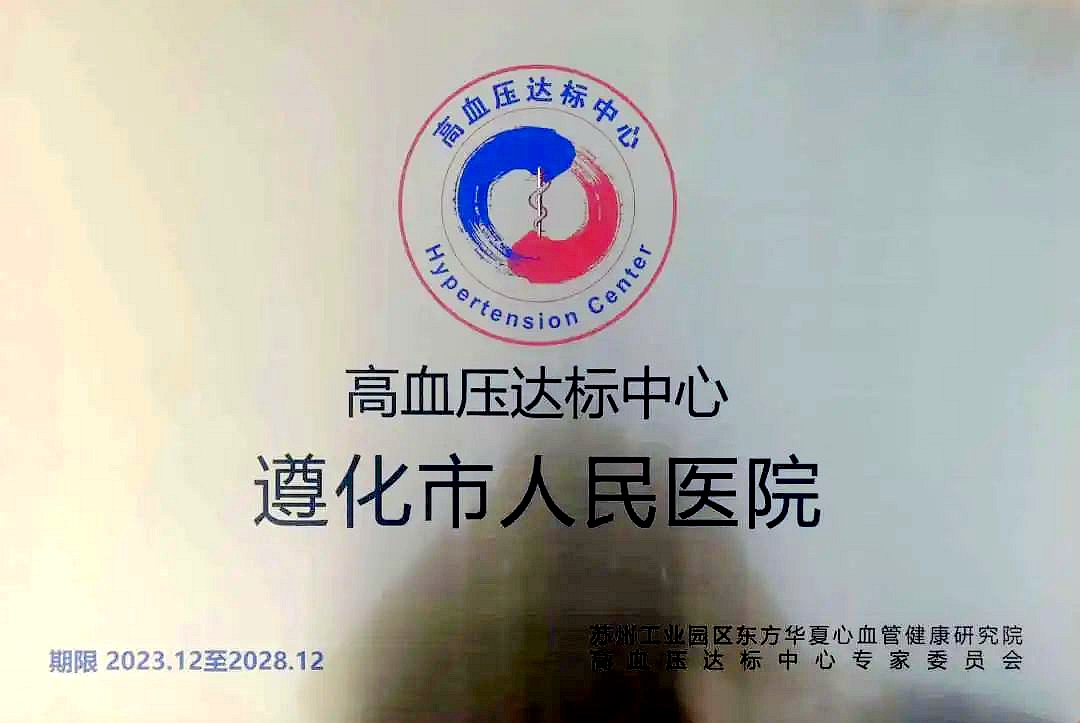 高血压达标中心
Hypertension Center
高血压达标中心
遵化市人民医院
期限 2023.12至2028.12
苏州工业园区东方华夏心血管健康研究院
高血压达标中心专家委员会